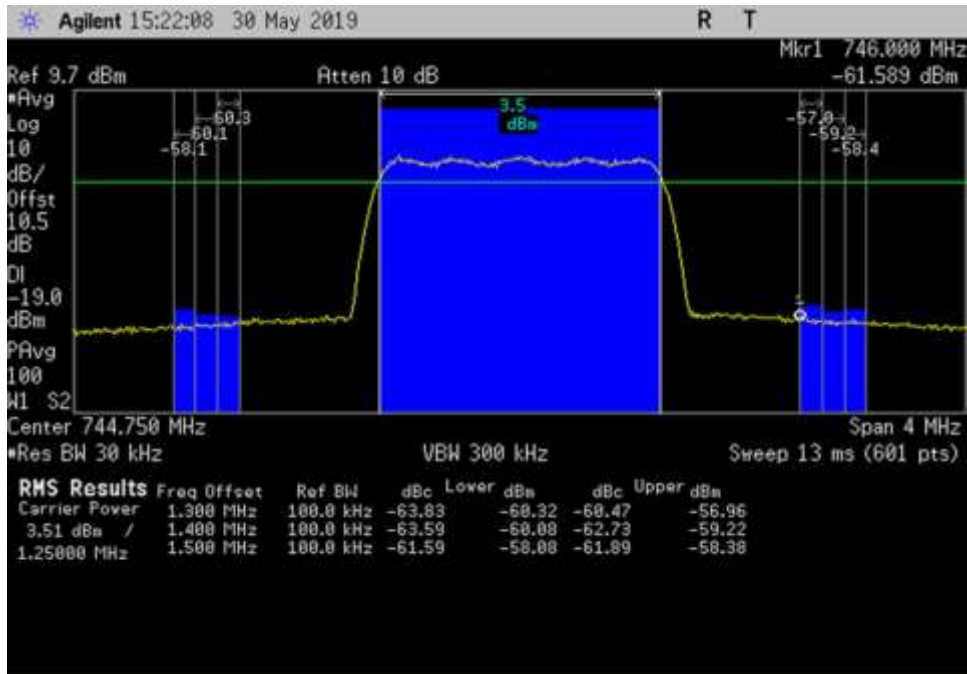 Agilent 15:22:08 30 May 2019 R T
Mkr1 746.000 MHz
Ref 9.7 dBm Atten 10 dB -61.589 dBm
*Avg
Log
10
dB/
Offst
10.5
dB
DI
-19.0
dBm
PAvg
100
W1 S2
3.5
dBm
-60.3
-60.1
-58.1
-57.0
-59.2
-58.4
1
Center 744.750 MHz Span 4 MHz
*Res BW 30 kHz VBW 300 kHz Sweep 13 ms (601 pts)
RMS Results Freq Offset Ref BW dBc Lower dBm dBc Upper dBm
Carrier Power 1.300 MHz 100.0 kHz -63.83 -60.32 -60.47 -56.96
3.51 dBm / 1.400 MHz 100.0 kHz -63.59 -60.08 -62.73 -59.22
1.25000 MHz 1.500 MHz 100.0 kHz -61.59 -58.08 -61.89 -58.38